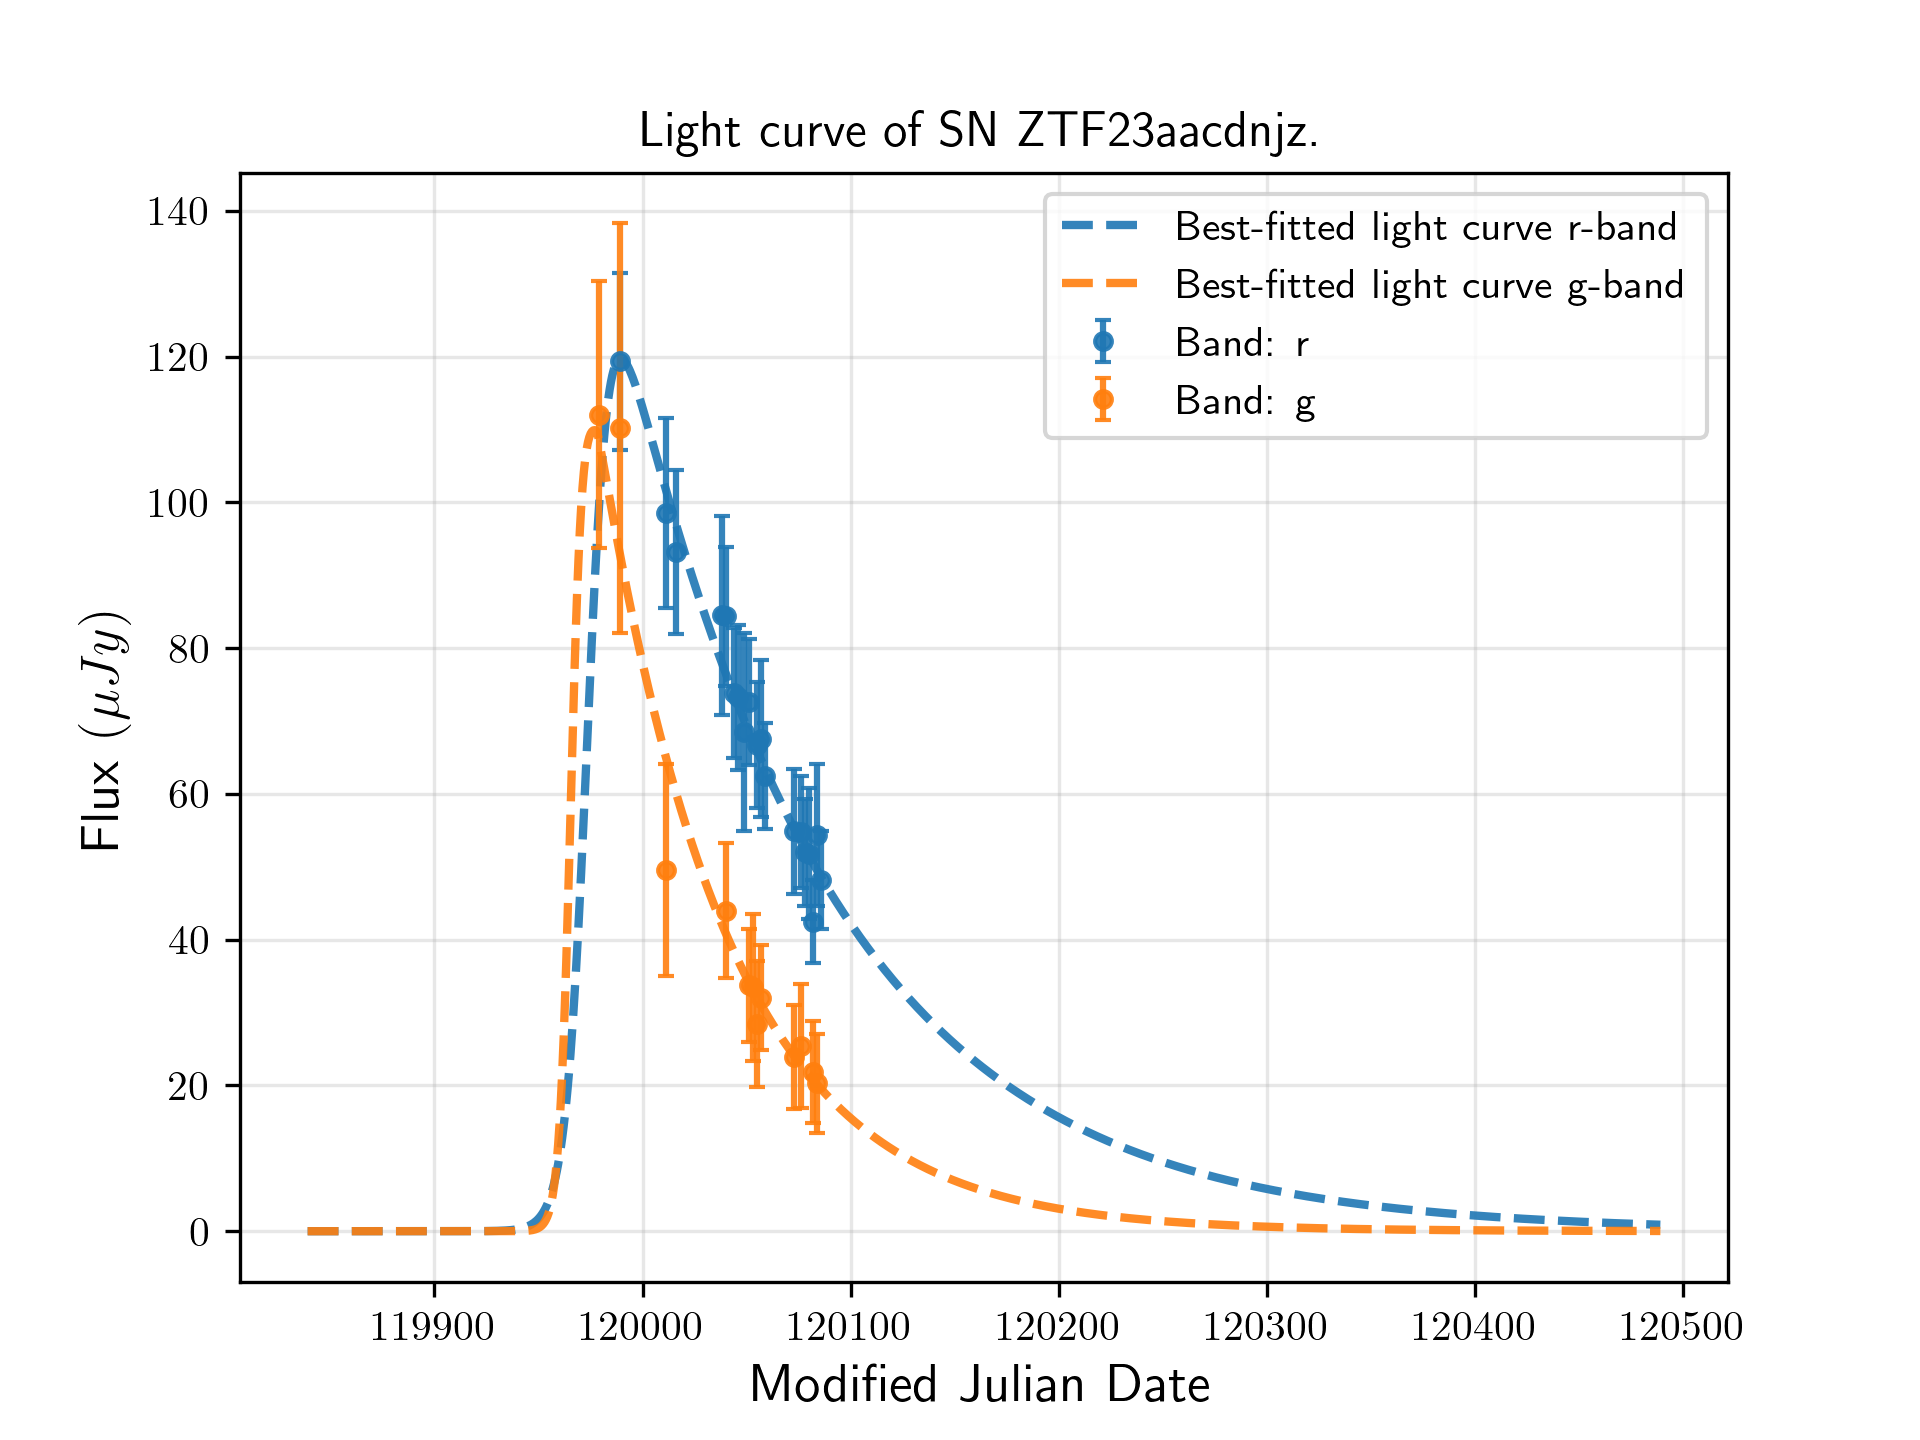 Light curve of SN ZTF23aacdnjz.
140
120
100
80
60
40
20
0
Flux (μJy)
Best-fitted light curve r-band
Best-fitted light curve g-band
Band: r
Band: g
119900 120000 120100 120200 120300 120400 120500
Modified Julian Date